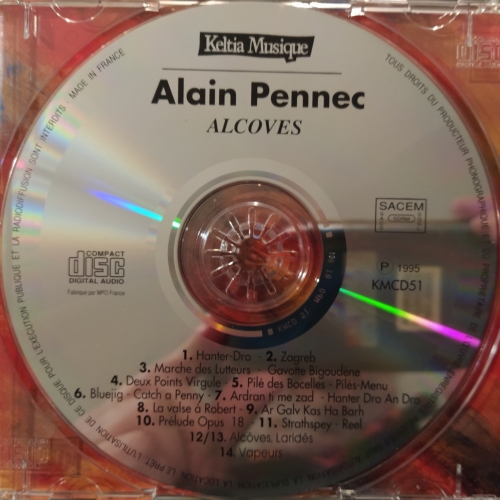 Keltia Musique
Alain Pennec
ALCOVES
MADE IN FRANCE
TOUS DROITS DU PRODUCTEUR PHONOGRAPHIQUE
SACEM
COMPACT
disc
DIGITAL AUDIO
Fabriqué par MPO France
P 1995
KMCD51
1. Hanter-Dro - 2. Zagreb
3. Marche des Lutteurs - Gavotte Bigoudène
4. Deux Points Virgule - 5. Pilé des Bocelles - Pilés-Menu
6. Bluejig - Catch a Penny - 7. Ardran ti me zad - Hanter Dro An Dro
8. La valse à Robert - 9. Ar Galv Kas Ha Barh
10. Prélude Opus 18 - 11. Strathspey - Reel
12/13. Alcôves, Laridés
14. Vapeurs